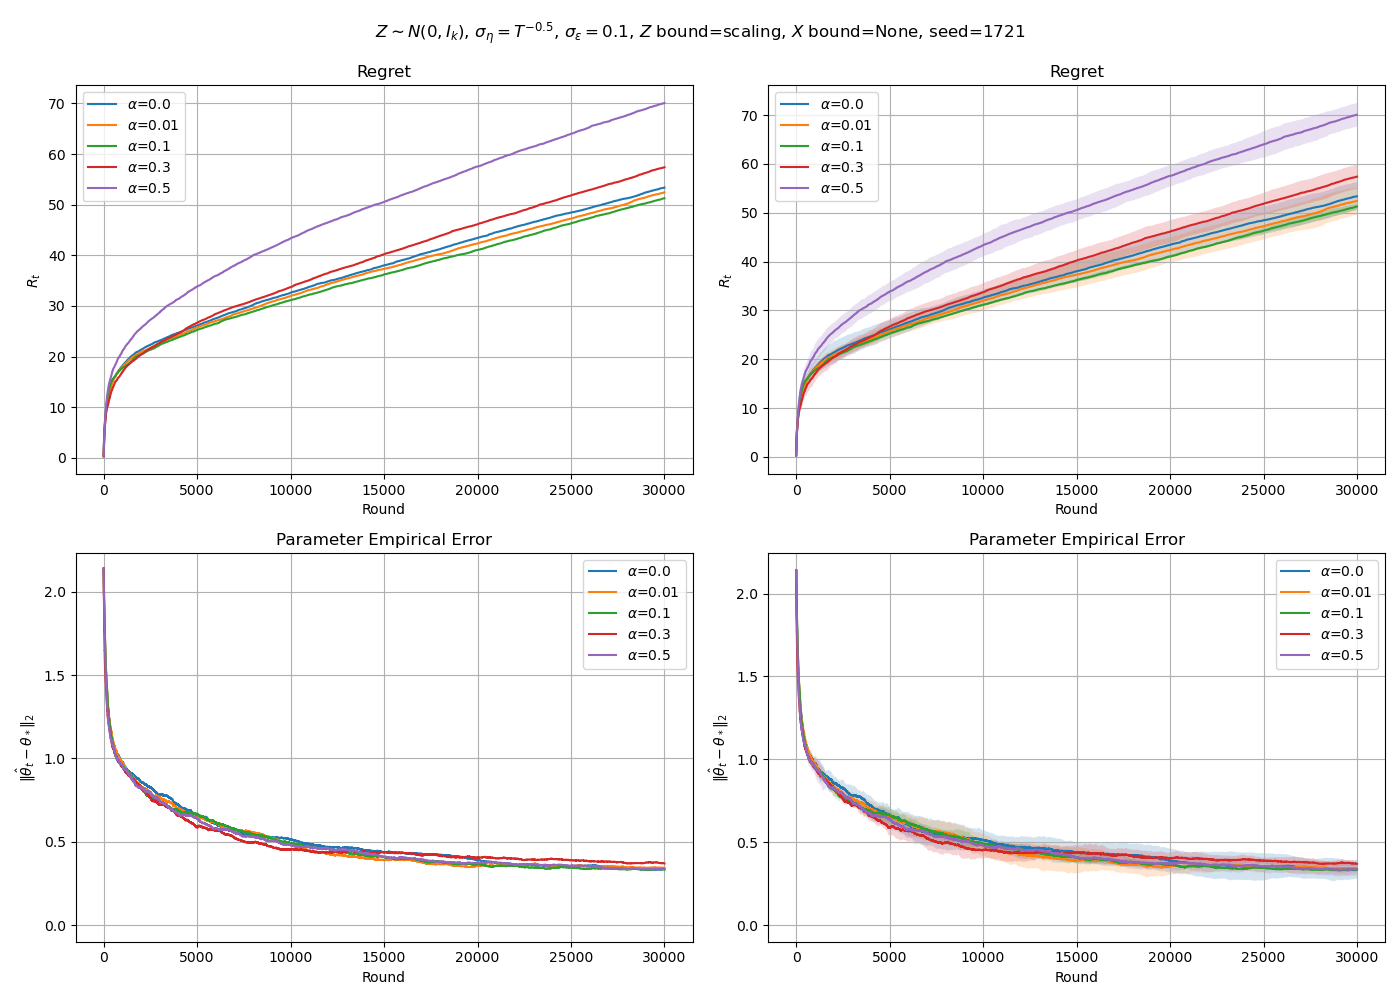 Z ~ N(0, I_k), σ_η = T^{−0.5}, σ_ε = 0.1, Z bound=scaling, X bound=None, seed=1721
Regret
α=0.0
α=0.01
α=0.1
α=0.3
α=0.5
70
60
50
40
30
20
10
0
R_t
0 5000 10000 15000 20000 25000 30000
Round
Regret
α=0.0
α=0.01
α=0.1
α=0.3
α=0.5
70
60
50
40
30
20
10
0
R_t
0 5000 10000 15000 20000 25000 30000
Round
Parameter Empirical Error
α=0.0
α=0.01
α=0.1
α=0.3
α=0.5
2.0
1.5
1.0
0.5
0.0
‖θ̂_t − θ_*‖_2
0 5000 10000 15000 20000 25000 30000
Round
Parameter Empirical Error
α=0.0
α=0.01
α=0.1
α=0.3
α=0.5
2.0
1.5
1.0
0.5
0.0
‖θ̂_t − θ_*‖_2
0 5000 10000 15000 20000 25000 30000
Round